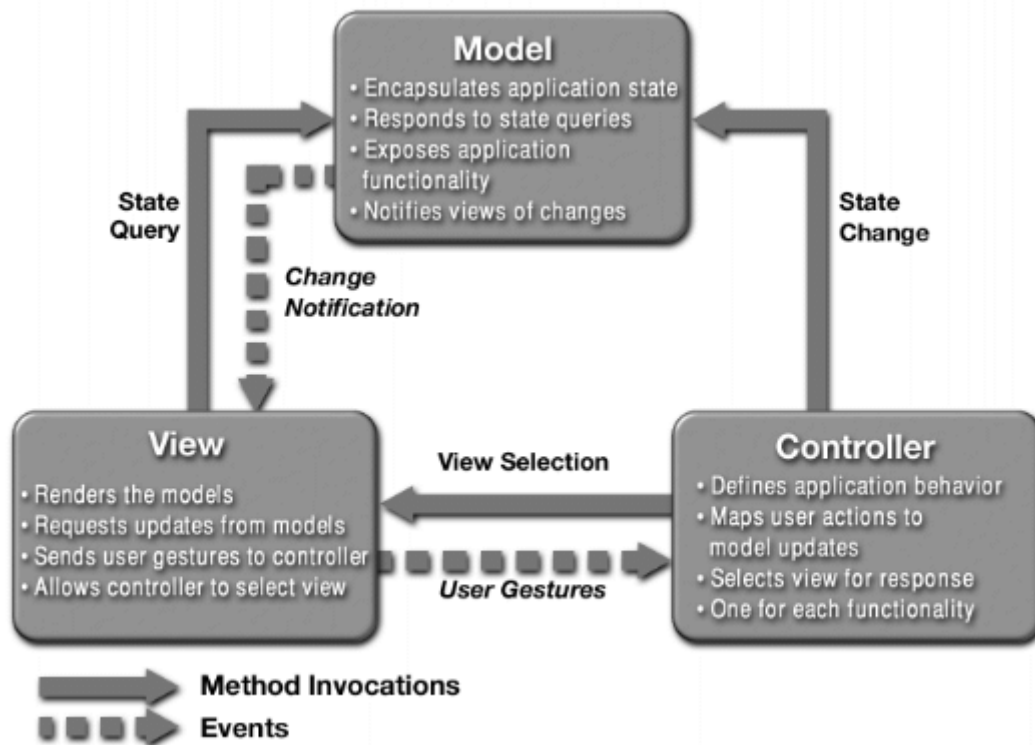 Model
• Encapsulates application state
• Responds to state queries
• Exposes application
functionality
• Notifies views of changes
State
Query
Change
Notification
State
Change
View
• Renders the models
• Requests updates from models
• Sends user gestures to controller
• Allows controller to select view
View Selection
User Gestures
Controller
• Defines application behavior
• Maps user actions to
model updates
• Selects view for response
• One for each functionality
Method Invocations
Events